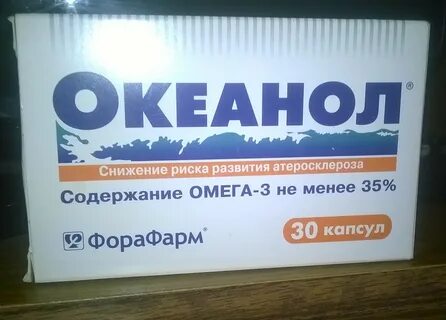 ОКЕАНОЛ®
Снижение риска развития атеросклероза
Содержание ОМЕГА-3 не менее 35%
ФораФарм®
30 капсул